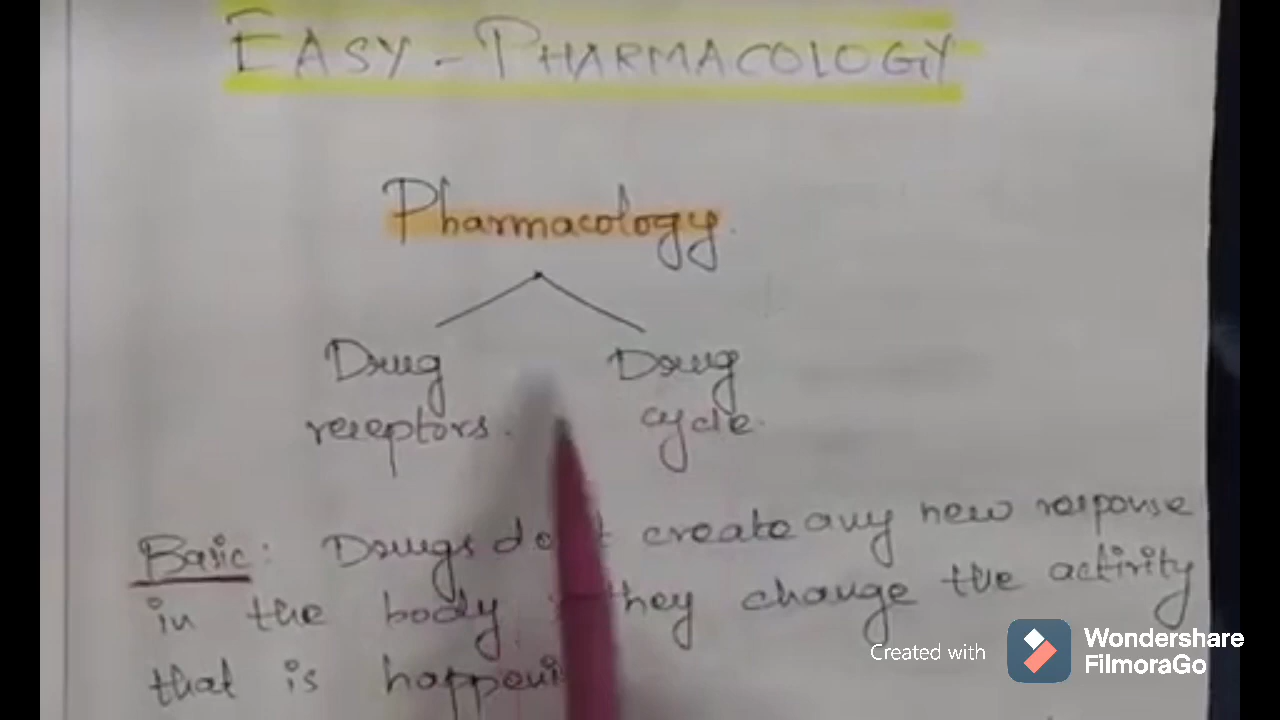 EASY - PHARMACOLOGY
Pharmacology.
Drug
receptors.
Drug
cycle.
Basic: Drugs create any new response
in the body they change the activity
that is
Created with
Wondershare
FilmoraGo